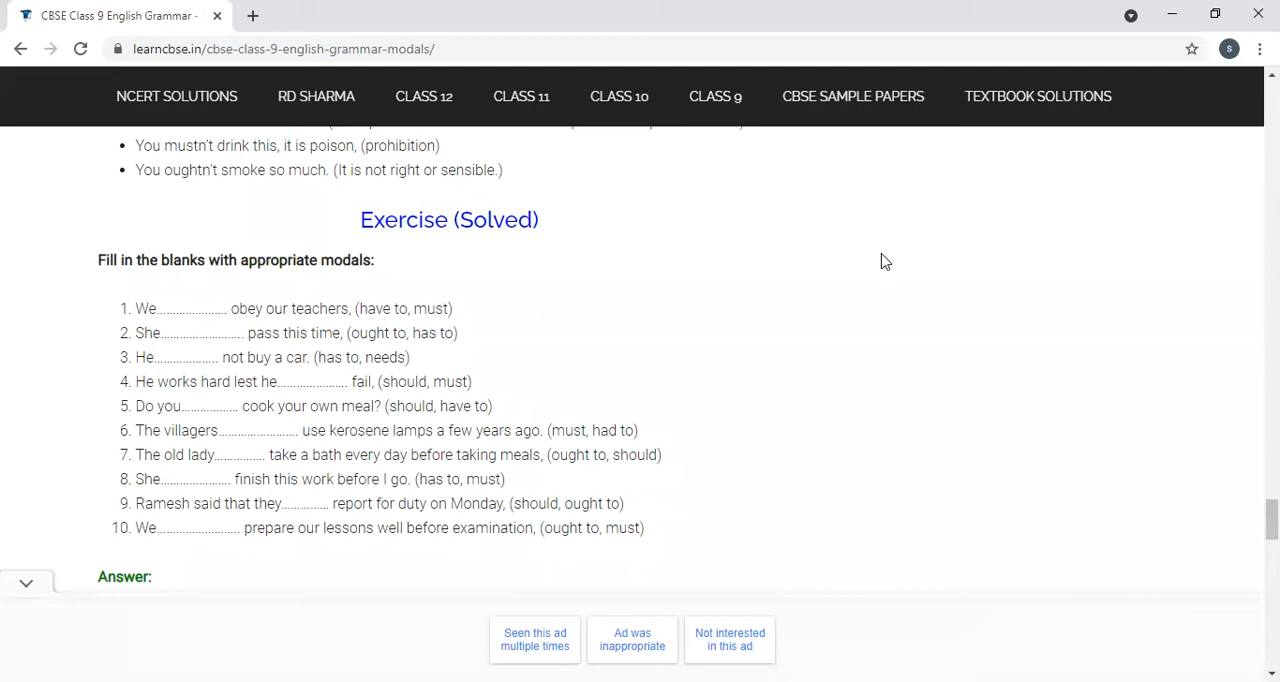 CBSE Class 9 English Grammar -
learncbse.in/cbse-class-9-english-grammar-modals/
S
NCERT SOLUTIONS RD SHARMA CLASS 12 CLASS 11 CLASS 10 CLASS 9 CBSE SAMPLE PAPERS TEXTBOOK SOLUTIONS
• You mustn't drink this, it is poison, (prohibition)
• You oughtn't smoke so much. (It is not right or sensible.)
Exercise (Solved)
Fill in the blanks with appropriate modals:
1. We………………… obey our teachers, (have to, must)
2. She…………………. pass this time, (ought to, has to)
3. He……………. not buy a car. (has to, needs)
4. He works hard lest he………………. fail, (should, must)
5. Do you…………… cook your own meal? (should, have to)
6. The villagers………………….. use kerosene lamps a few years ago. (must, had to)
7. The old lady…………. take a bath every day before taking meals, (ought to, should)
8. She………………. finish this work before I go. (has to, must)
9. Ramesh said that they………… report for duty on Monday, (should, ought to)
10. We………………….. prepare our lessons well before examination, (ought to, must)
Answer:
Seen this ad multiple times
Ad was inappropriate
Not interested in this ad